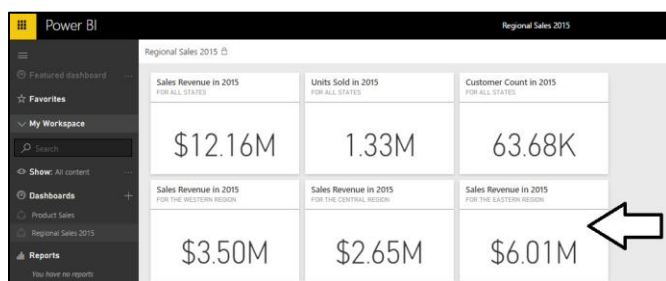 Power BI
Regional Sales 2015
Regional Sales 2015
Featured dashboard
Favorites
My Workspace
Search
Show: All content
Dashboards
Product Sales
Regional Sales 2015
Reports
You have no reports
Sales Revenue in 2015
FOR ALL STATES
$12.16M
Units Sold in 2015
FOR ALL STATES
1.33M
Customer Count in 2015
FOR ALL STATES
63.68K
Sales Revenue in 2015
FOR THE WESTERN REGION
$3.50M
Sales Revenue in 2015
FOR THE CENTRAL REGION
$2.65M
Sales Revenue in 2015
FOR THE EASTERN REGION
$6.01M